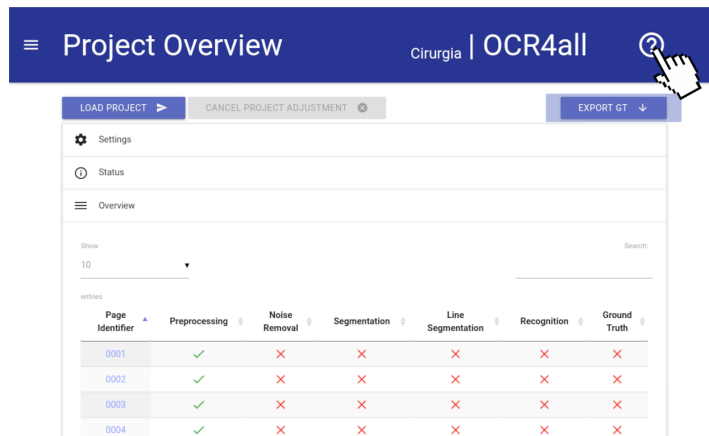 Project Overview Cirurgia | OCR4all
LOAD PROJECT CANCEL PROJECT ADJUSTMENT EXPORT GT
Settings
Status
Overview
Show Search:
10
entries
Page Identifier Preprocessing Noise Removal Segmentation Line Segmentation Recognition Ground Truth
0001
0002
0003
0004